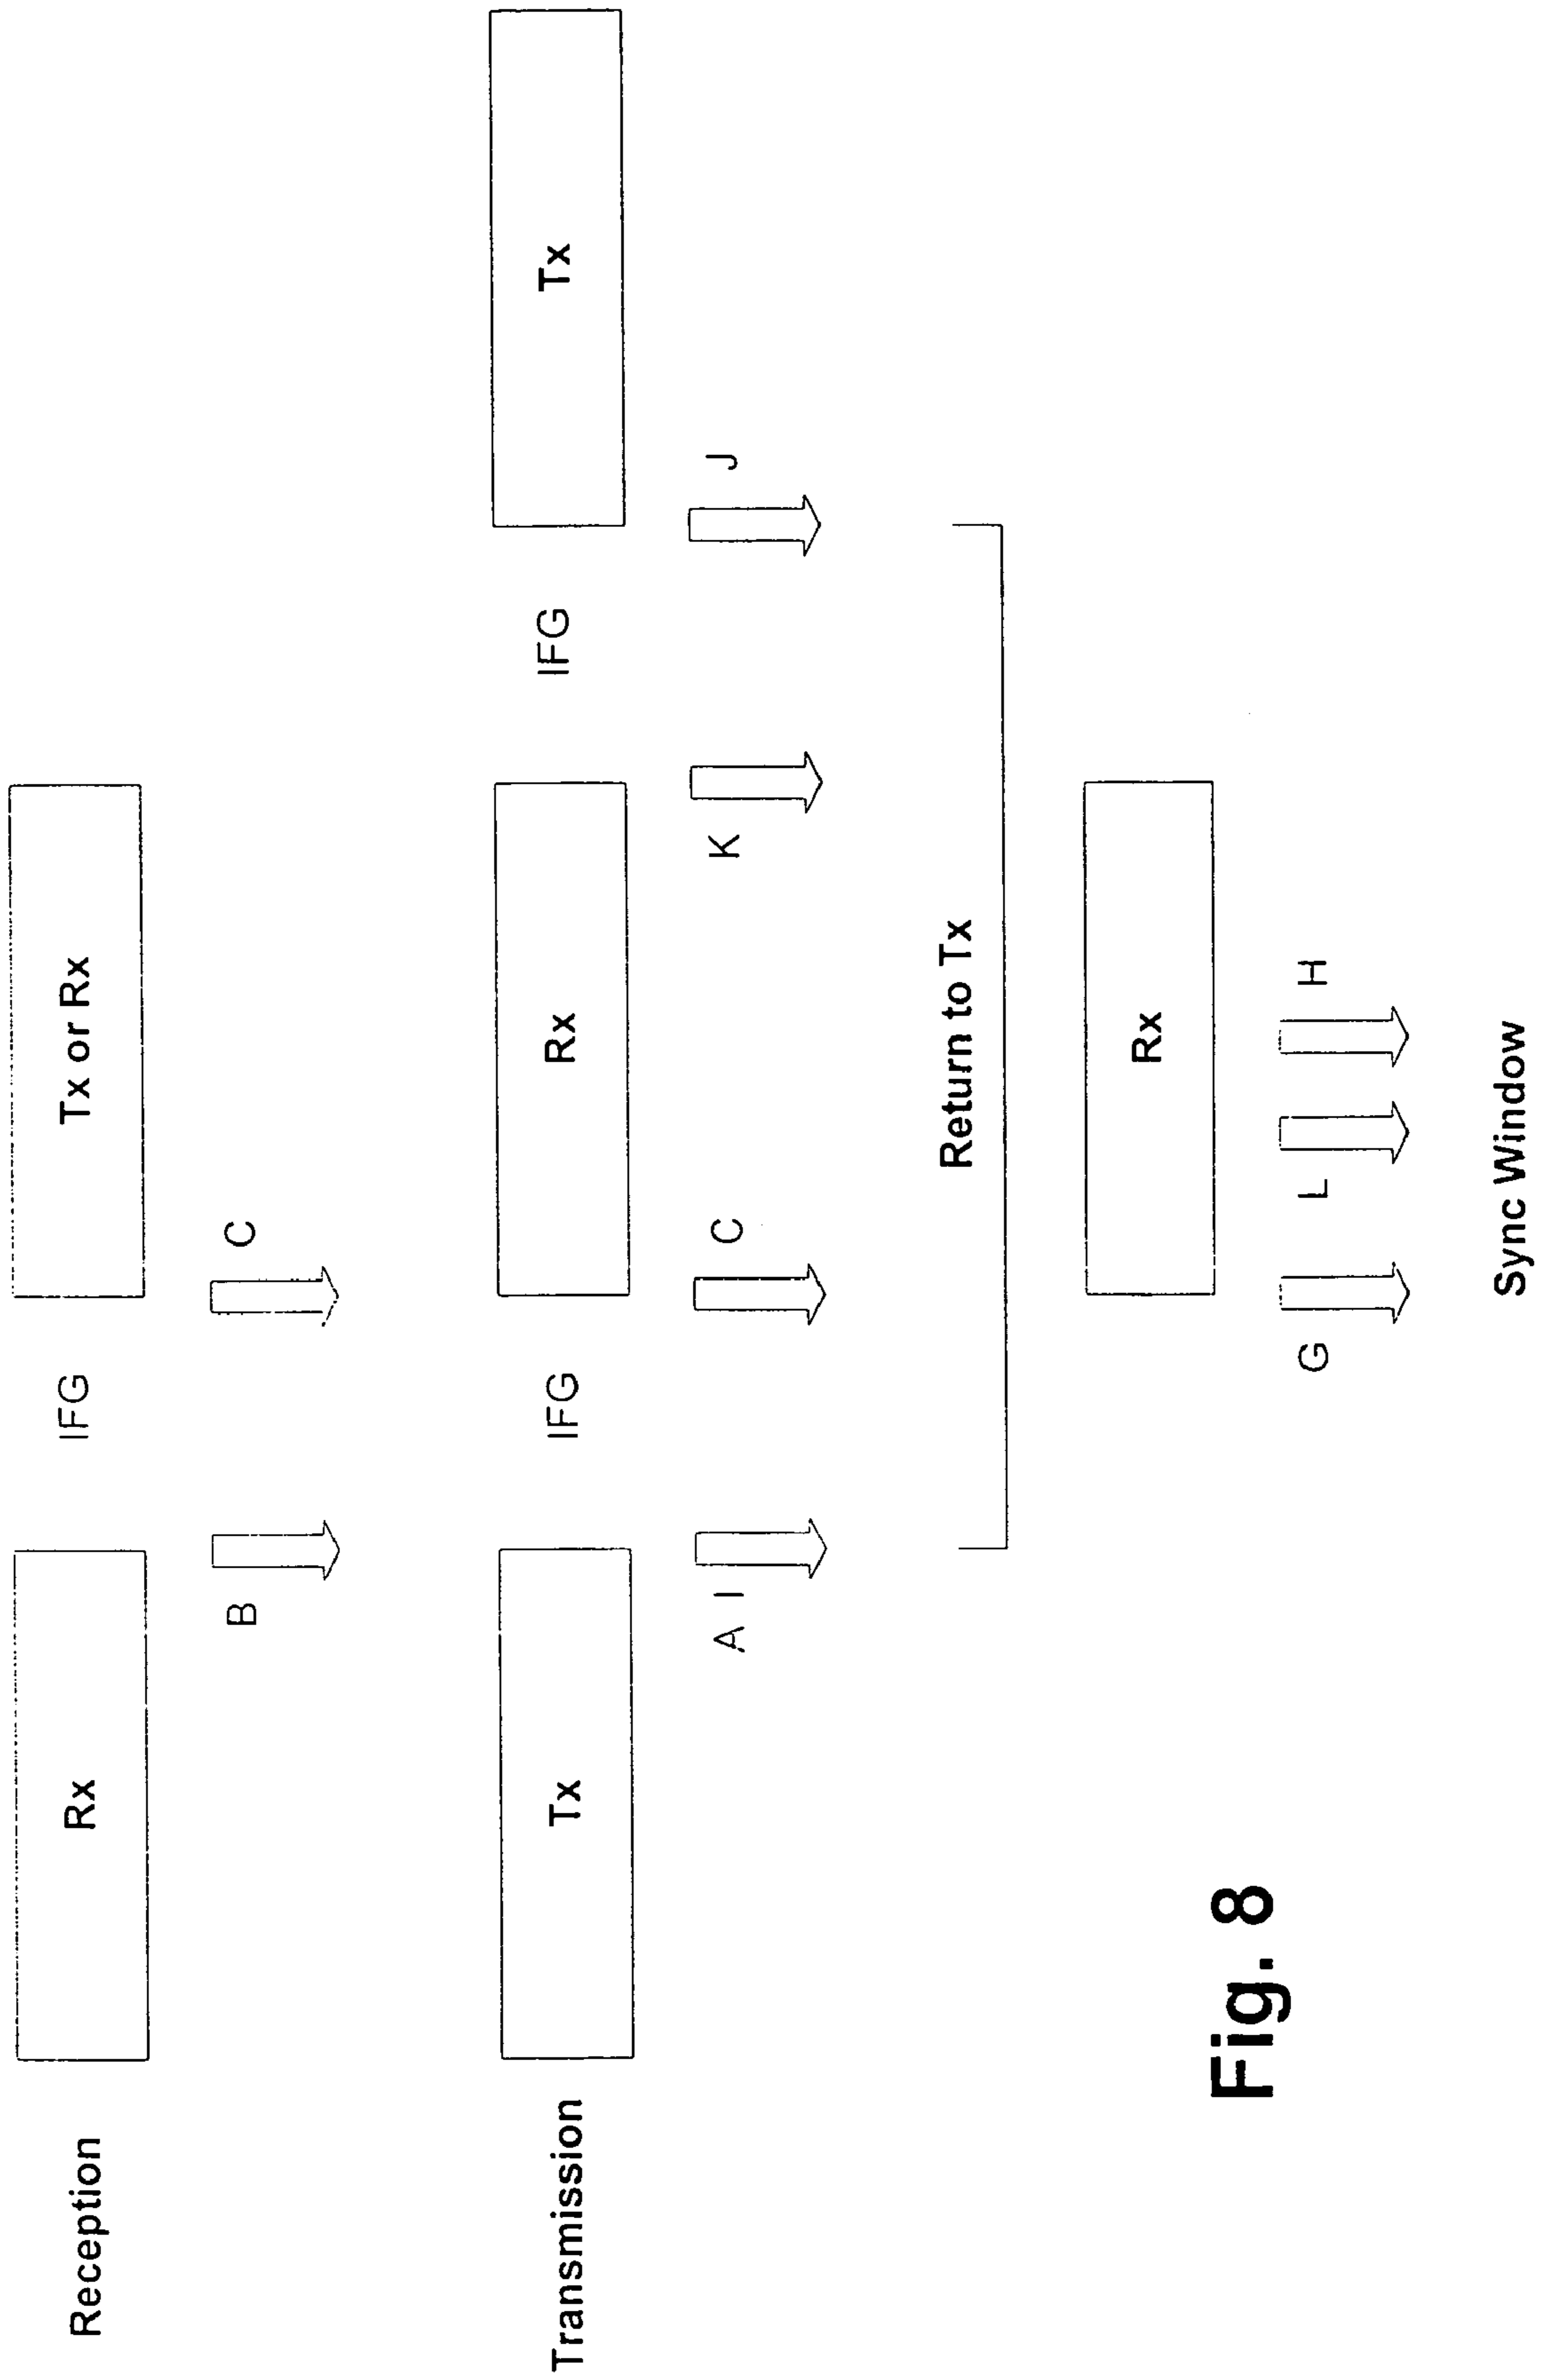 Reception
Rx
IFG
Tx or Rx
B
C
Transmission
Tx
IFG
Rx
IFG
Tx
A I
C
K
J
Return to Tx
Rx
G
L
H
Sync Window
Fig. 8